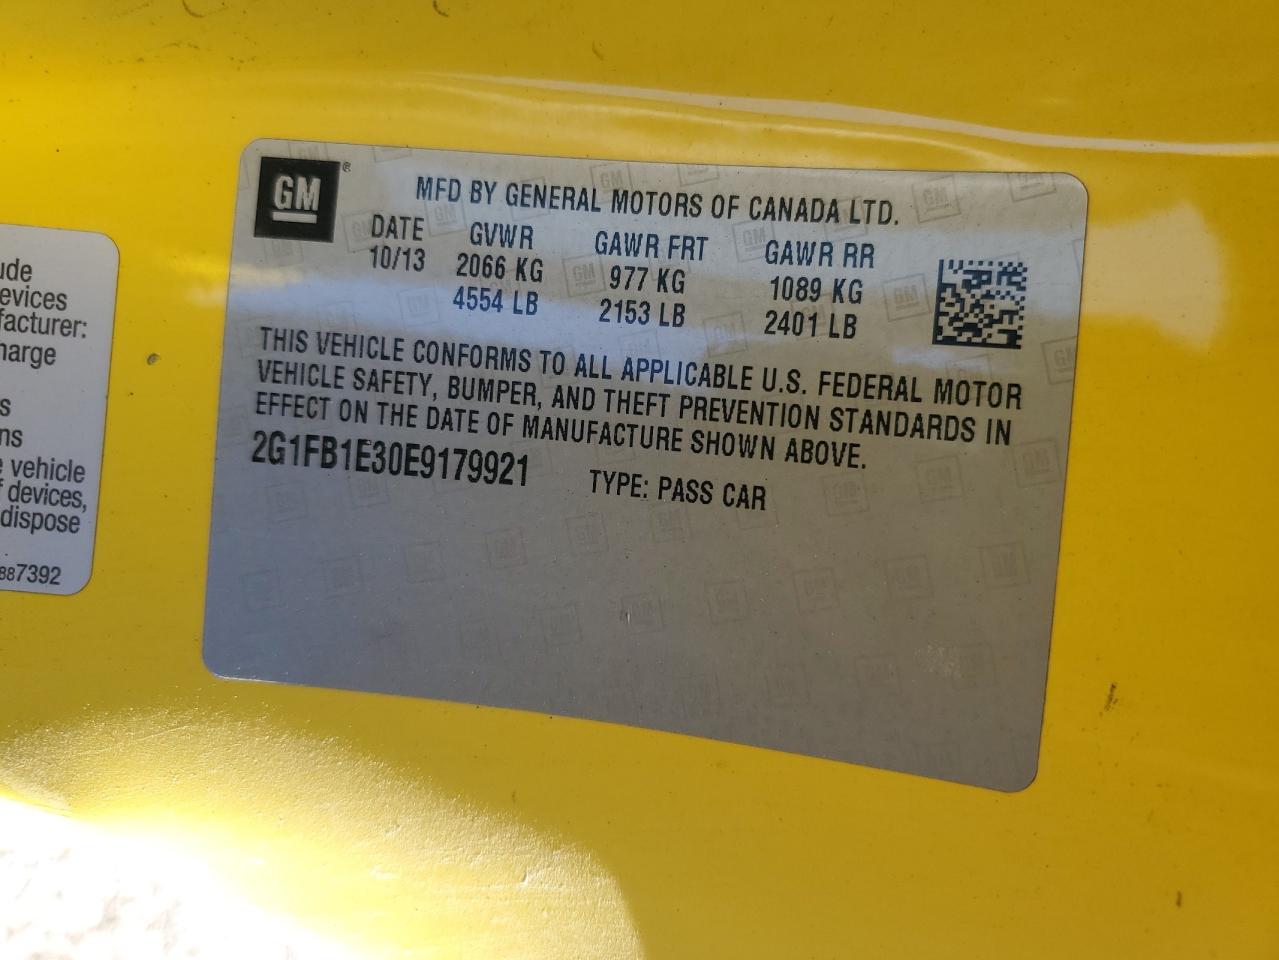 GM ®
MFD BY GENERAL MOTORS OF CANADA LTD.
DATE GVWR GAWR FRT GAWR RR
10/13 2066 KG 977 KG 1089 KG
4554 LB 2153 LB 2401 LB
THIS VEHICLE CONFORMS TO ALL APPLICABLE U.S. FEDERAL MOTOR
VEHICLE SAFETY, BUMPER, AND THEFT PREVENTION STANDARDS IN
EFFECT ON THE DATE OF MANUFACTURE SHOWN ABOVE.
2G1FB1E30E9179921 TYPE: PASS CAR
ude
evices
facturer:
harge
s
ns
e vehicle
f devices,
dispose
887392